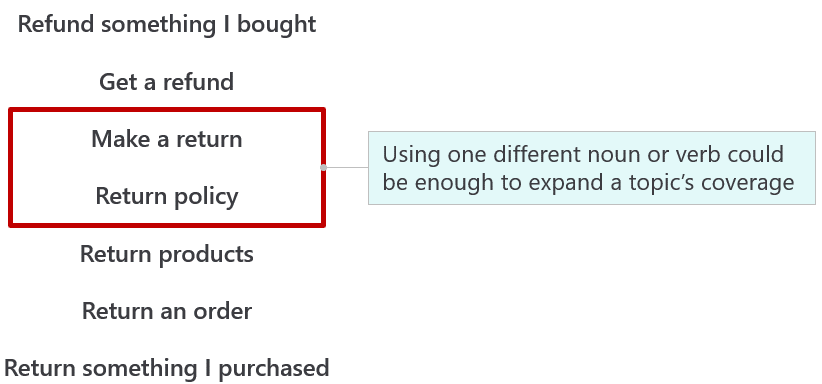 Refund something I bought
Get a refund
Make a return
Return policy
Using one different noun or verb could
be enough to expand a topic's coverage
Return products
Return an order
Return something I purchased